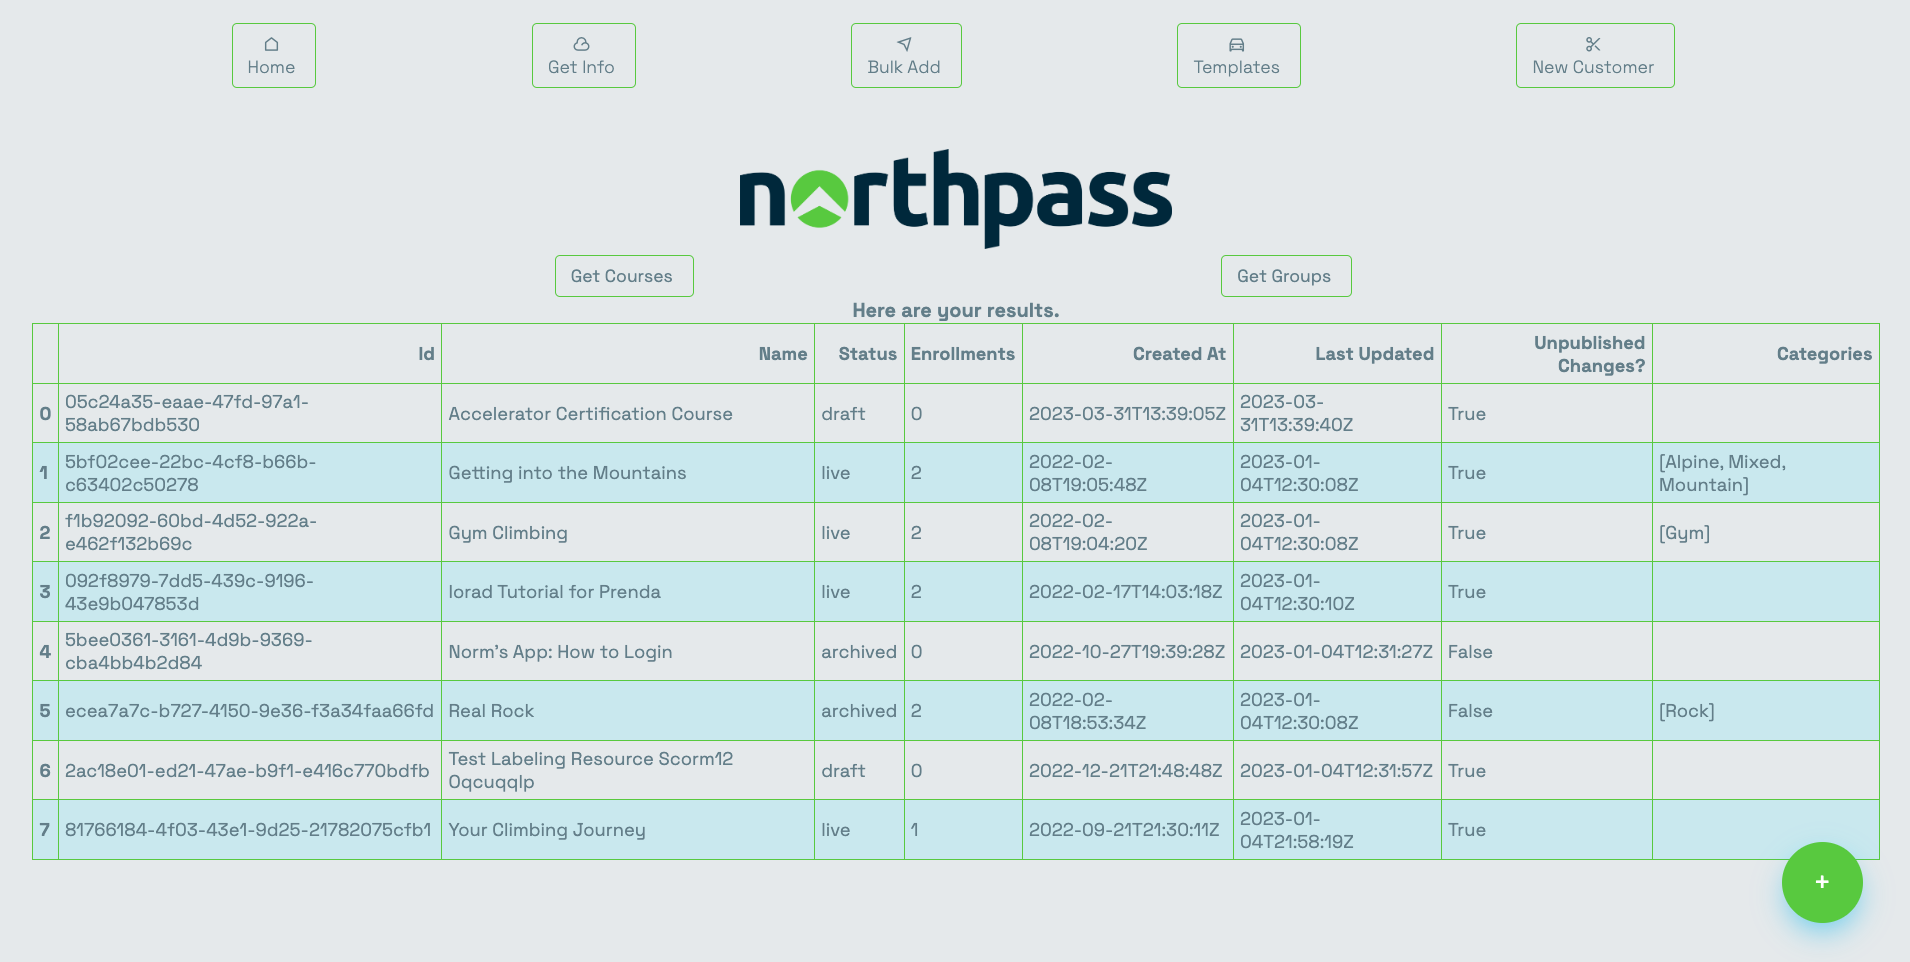 Home
Get Info
Bulk Add
Templates
New Customer
northpass
Get Courses
Get Groups
Here are your results.
Id
Name
Status
Enrollments
Created At
Last Updated
Unpublished
Changes?
Categories
0
05c24a35-eaae-47fd-97a1-
58ab67bdb530
Accelerator Certification Course
draft
0
2023-03-31T13:39:05Z
2023-03-
31T13:39:40Z
True
1
5bf02cee-22bc-4cf8-b66b-
c63402c50278
Getting into the Mountains
live
2
2022-02-
08T19:05:48Z
2023-01-
04T12:30:08Z
True
[Alpine, Mixed,
Mountain]
2
f1b92092-60bd-4d52-922a-
e462f132b69c
Gym Climbing
live
2
2022-02-
08T19:04:20Z
2023-01-
04T12:30:08Z
True
[Gym]
3
092f8979-7dd5-439c-9196-
43e9b047853d
Iorad Tutorial for Prenda
live
2
2022-02-17T14:03:18Z
2023-01-
04T12:30:10Z
True
4
5bee0361-3161-4d9b-9369-
cba4bb4b2d84
Norm's App: How to Login
archived
0
2022-10-27T19:39:28Z
2023-01-04T12:31:27Z
False
5
ecea7a7c-b727-4150-9e36-f3a34faa66fd
Real Rock
archived
2
2022-02-
08T18:53:34Z
2023-01-
04T12:30:08Z
False
[Rock]
6
2ac18e01-ed21-47ae-b9f1-e416c770bdfb
Test Labeling Resource Scorm12
Oqcuqqlp
draft
0
2022-12-21T21:48:48Z
2023-01-04T12:31:57Z
True
7
81766184-4f03-43e1-9d25-21782075cfb1
Your Climbing Journey
live
1
2022-09-21T21:30:11Z
2023-01-
04T21:58:19Z
True
+